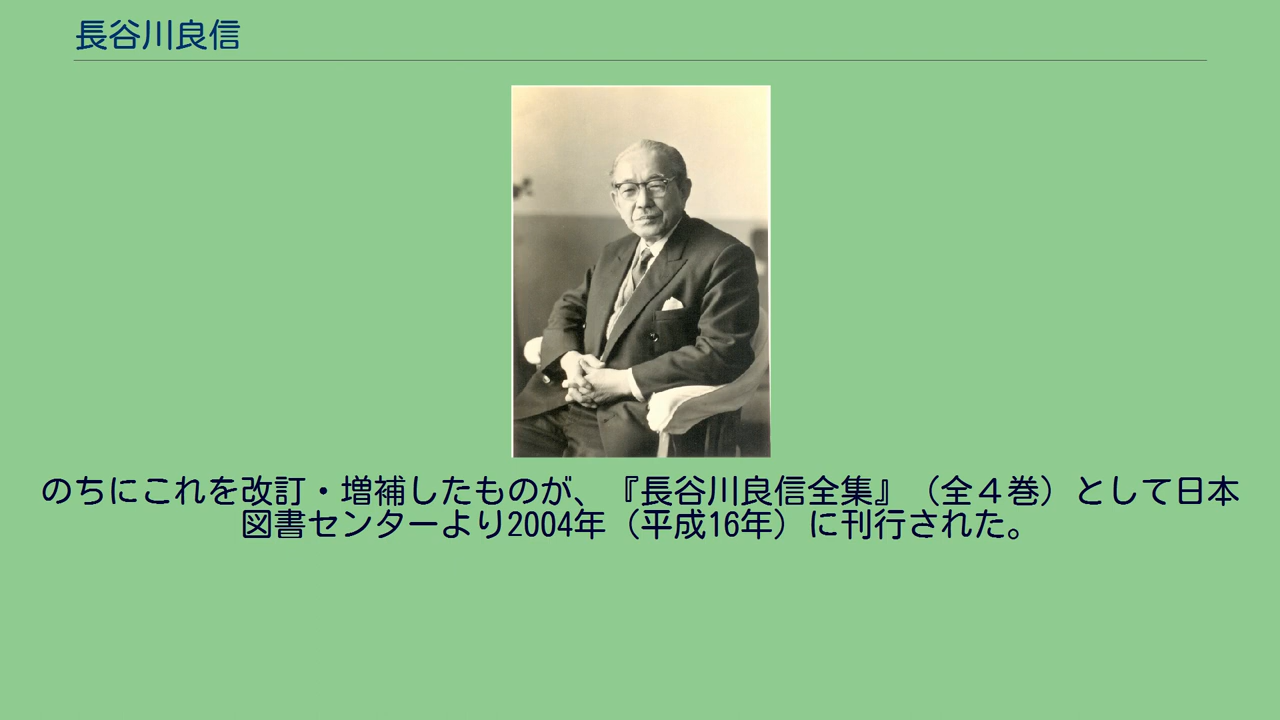 長谷川良信
のちにこれを改訂・増補したものが、『長谷川良信全集』（全４巻）として日本
図書センターより2004年（平成16年）に刊行された。